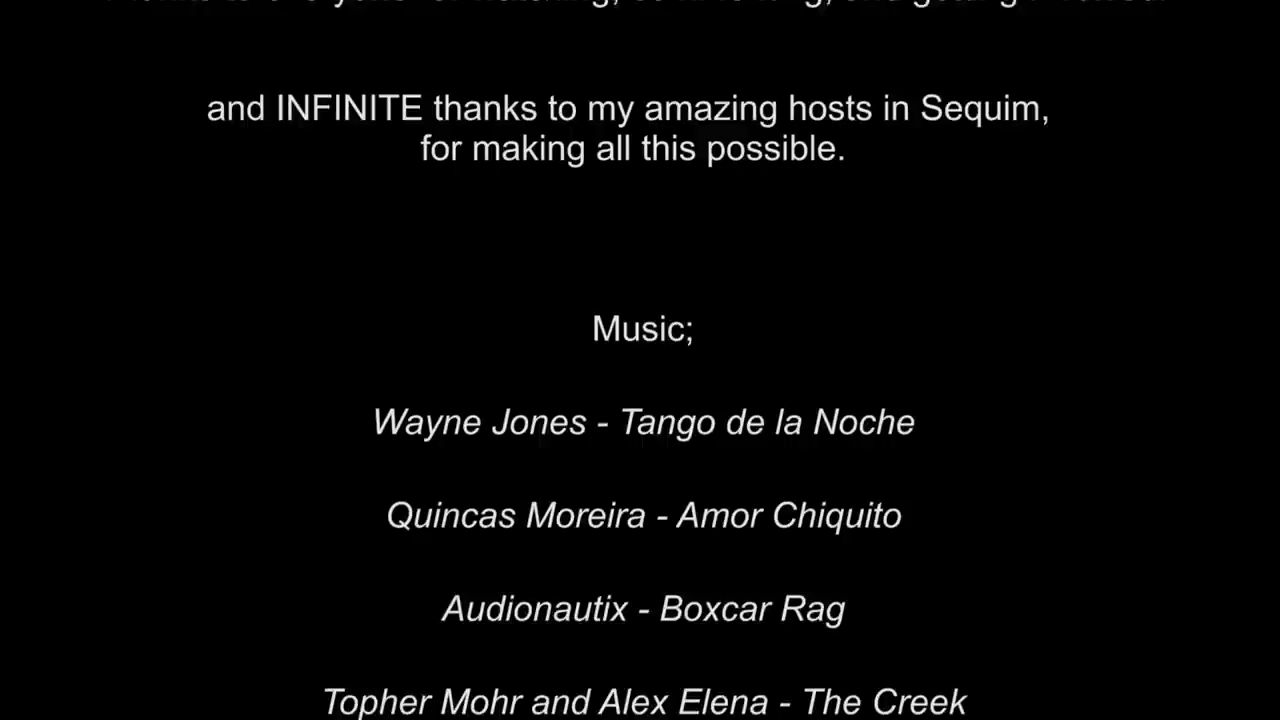 and INFINITE thanks to my amazing hosts in Sequim,
for making all this possible.
Music;
Wayne Jones - Tango de la Noche
Quincas Moreira - Amor Chiquito
Audionautix - Boxcar Rag
Topher Mohr and Alex Elena - The Creek